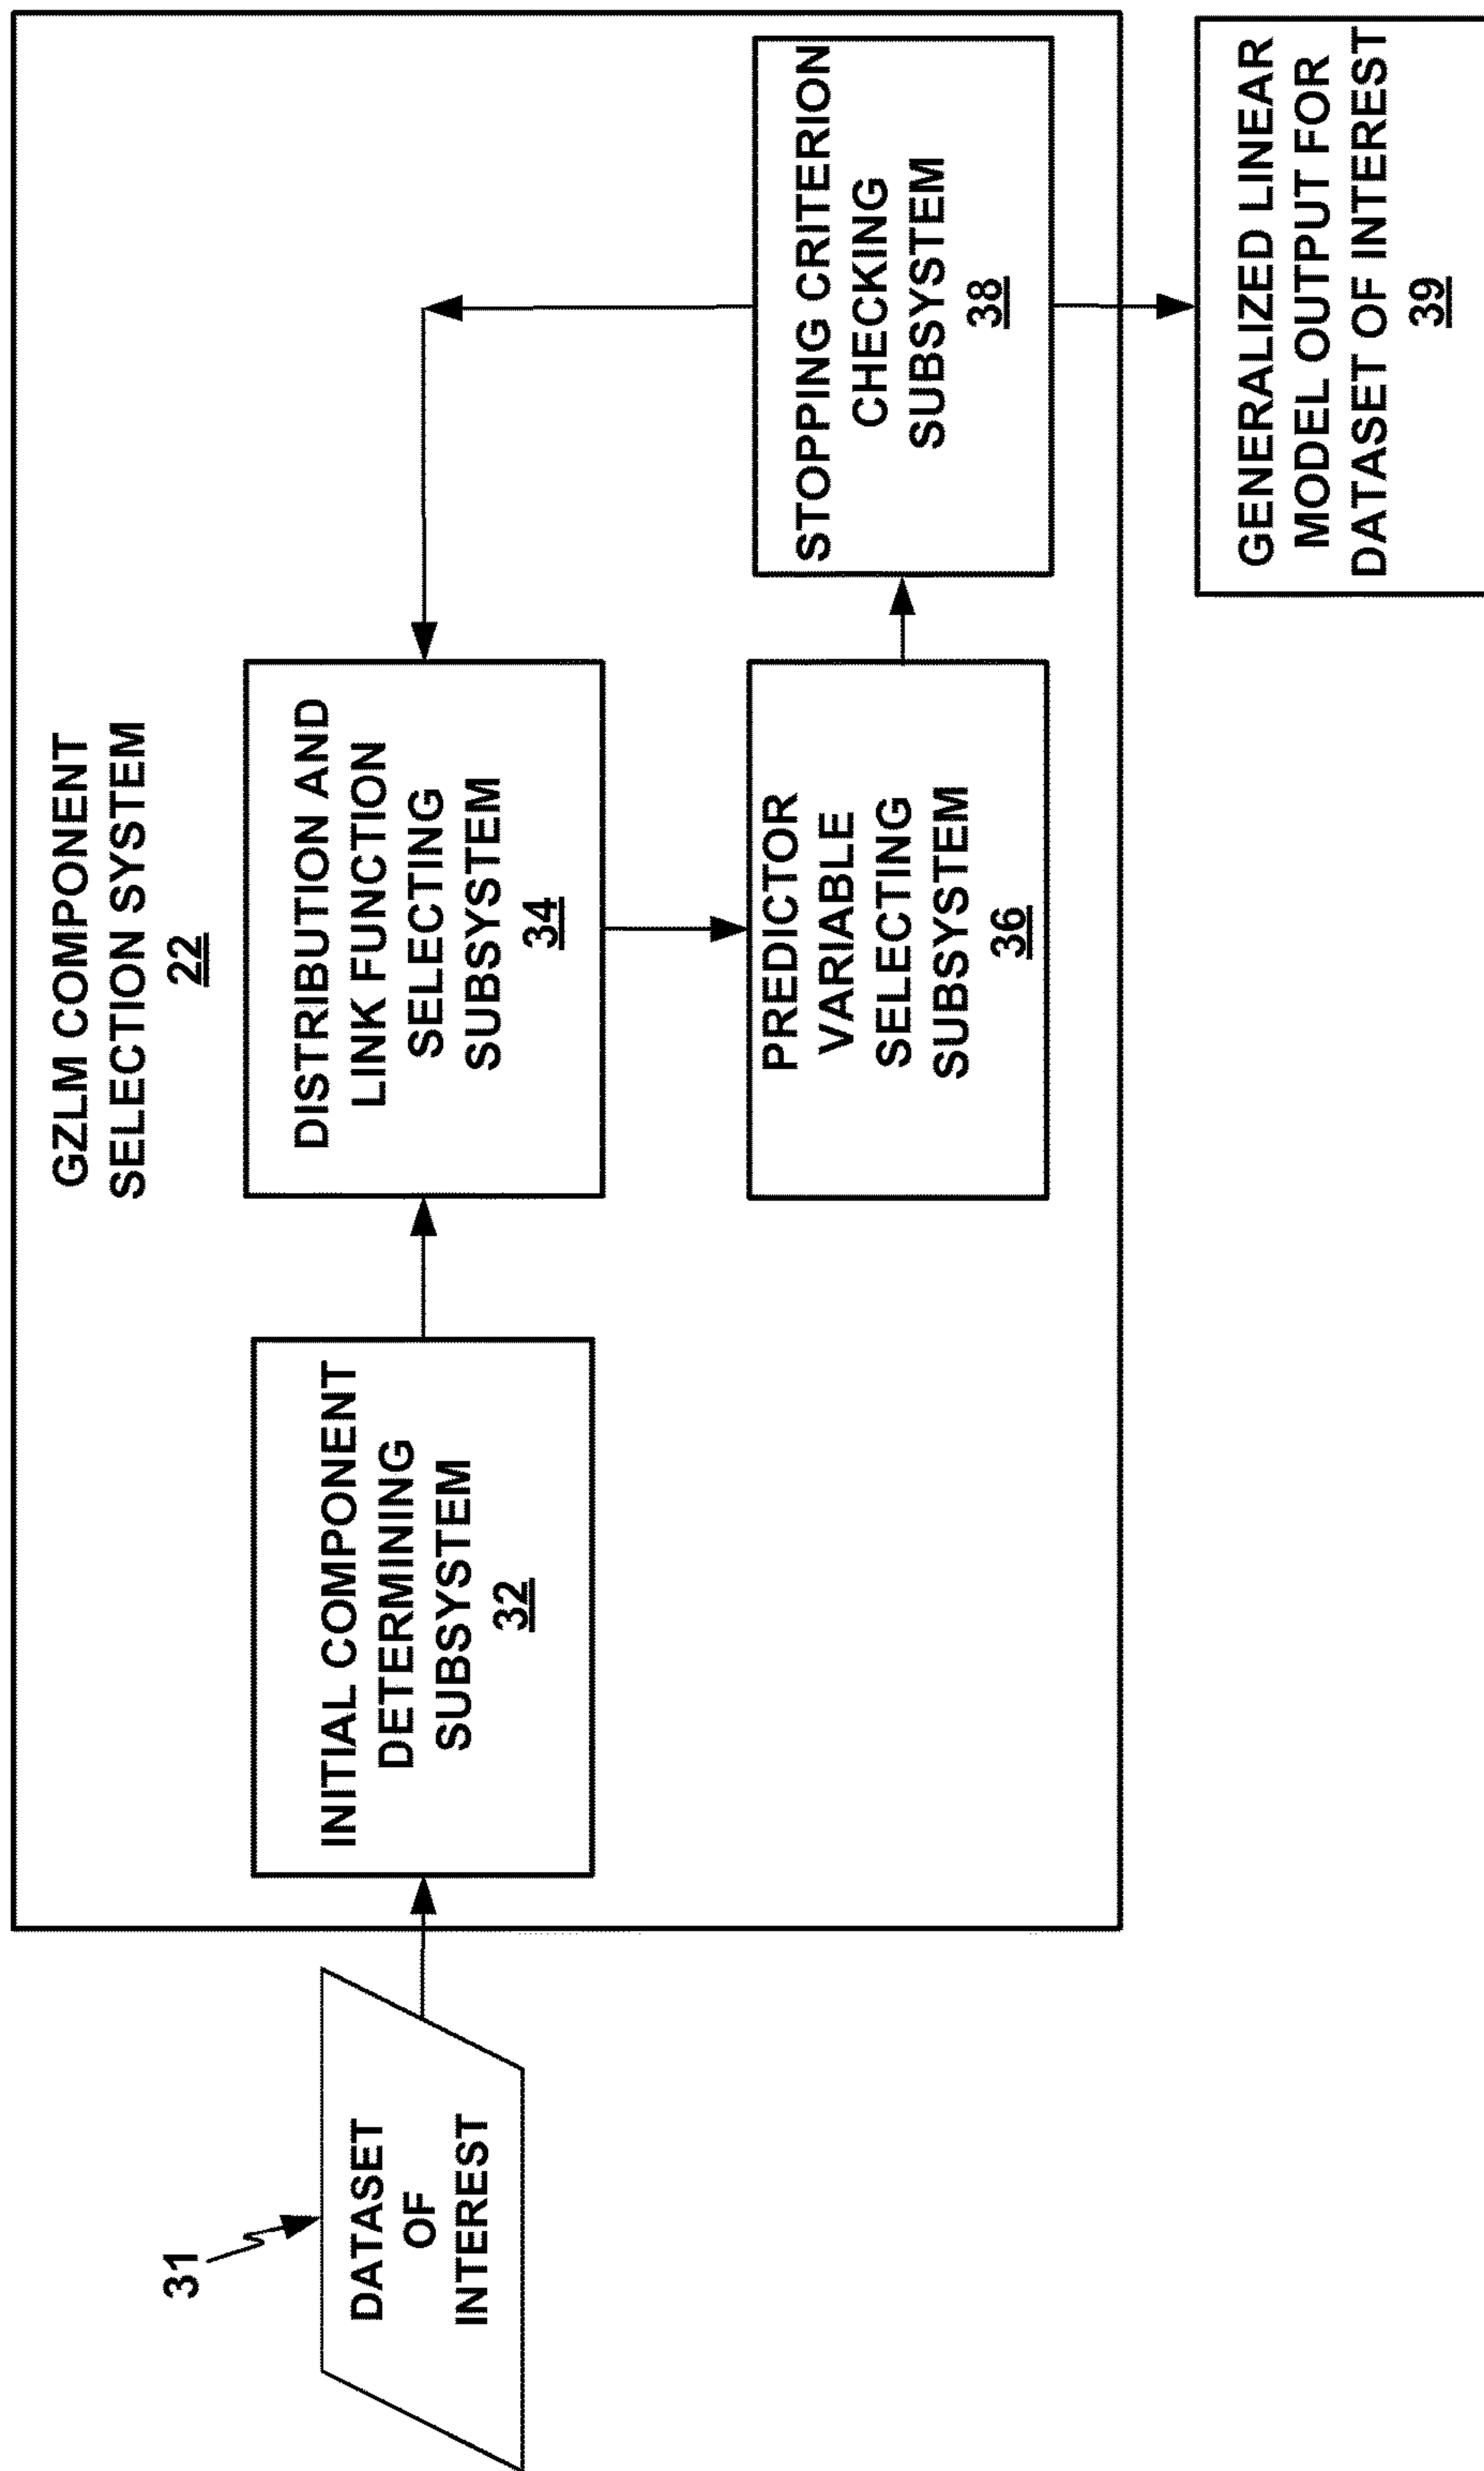 GZLM COMPONENT
SELECTION SYSTEM
22
31
DATASET
OF
INTEREST
INITIAL COMPONENT
DETERMINING
SUBSYSTEM
32
DISTRIBUTION AND
LINK FUNCTION
SELECTING
SUBSYSTEM
34
PREDICTOR
VARIABLE
SELECTING
SUBSYSTEM
36
STOPPING CRITERION
CHECKING
SUBSYSTEM
38
GENERALIZED LINEAR
MODEL OUTPUT FOR
DATASET OF INTEREST
39